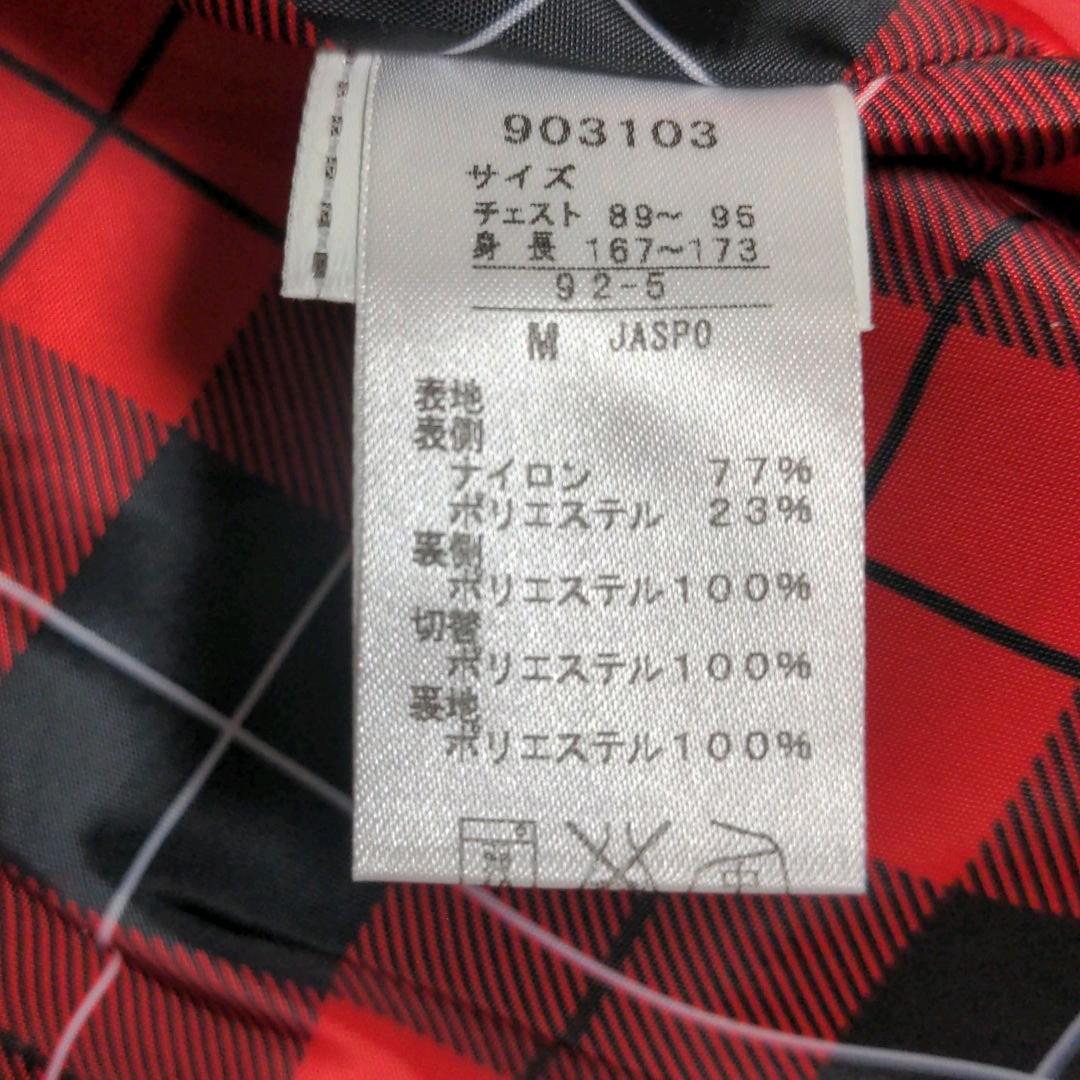 903103
サイズ
チェスト 89～ 95
身 長 167～173
92-5
M JASPO
表地
表側
ナイロン 77%
ポリエステル 23%
裏側
ポリエステル100%
切替
ポリエステル100%
裏地
ポリエステル100%
中